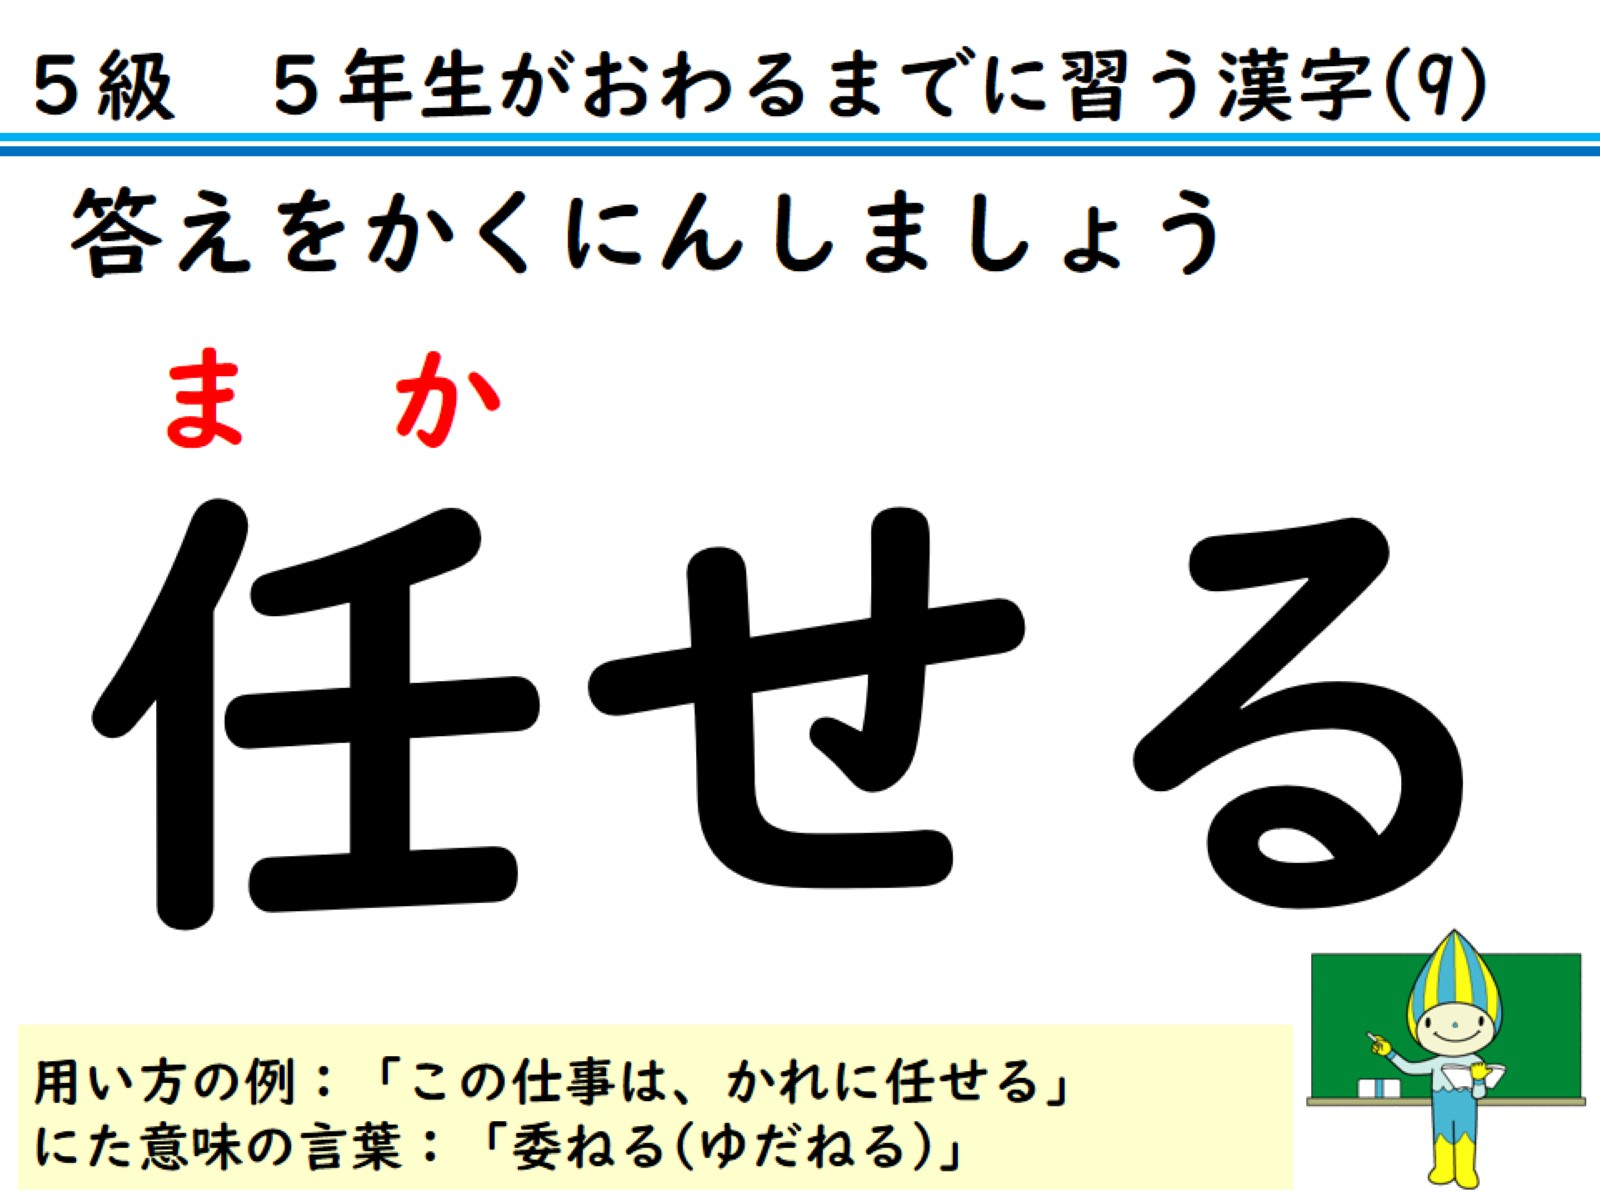 ５級　５年生がおわるまでに習う漢字(9)
答えをかくにんしましょう
まか
任せる
用い方の例：「この仕事は、かれに任せる」
にた意味の言葉：「委ねる(ゆだねる)」